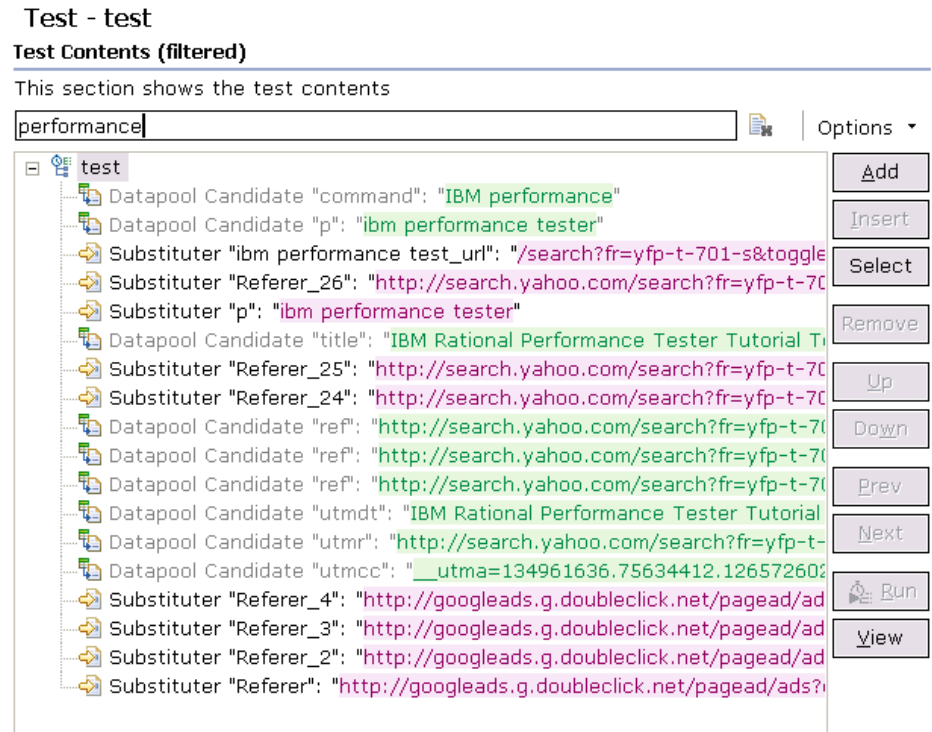 Test - test
Test Contents (filtered)
This section shows the test contents
performance
Options
test
Datapool Candidate "command": "IBM performance"
Datapool Candidate "p": "ibm performance tester"
Substituter "ibm performance test_url": "/search?fr=yfp-t-701-s&toggle
Substituter "Referer_26": "http://search.yahoo.com/search?fr=yfp-t-70
Substituter "p": "ibm performance tester"
Datapool Candidate "title": "IBM Rational Performance Tester Tutorial T
Substituter "Referer_25": "http://search.yahoo.com/search?fr=yfp-t-70
Substituter "Referer_24": "http://search.yahoo.com/search?fr=yfp-t-70
Datapool Candidate "ref": "http://search.yahoo.com/search?fr=yfp-t-70
Datapool Candidate "ref": "http://search.yahoo.com/search?fr=yfp-t-70
Datapool Candidate "ref": "http://search.yahoo.com/search?fr=yfp-t-70
Datapool Candidate "utmdt": "IBM Rational Performance Tester Tutorial
Datapool Candidate "utmr": "http://search.yahoo.com/search?fr=yfp-t-
Datapool Candidate "utmcc": "__utma=134961636.75634412.126572602
Substituter "Referer_4": "http://googleads.g.doubleclick.net/pagead/ad
Substituter "Referer_3": "http://googleads.g.doubleclick.net/pagead/ad
Substituter "Referer_2": "http://googleads.g.doubleclick.net/pagead/ad
Substituter "Referer": "http://googleads.g.doubleclick.net/pagead/ads?
Add
Insert
Select
Remove
Up
Down
Prev
Next
Run
View